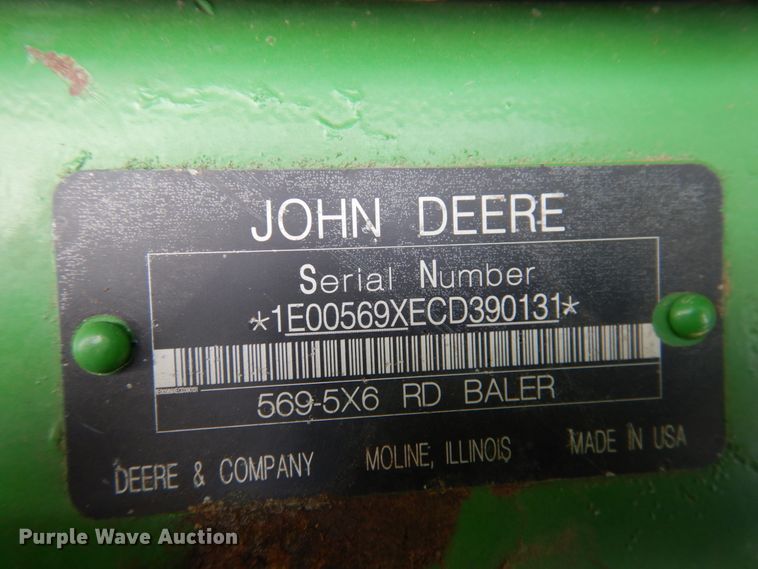 JOHN DEERE
Serial Number
*1E00569XECD390131*
569-5X6 RD BALER
DEERE & COMPANY MOLINE, ILLINOIS MADE IN USA
Purple Wave Auction